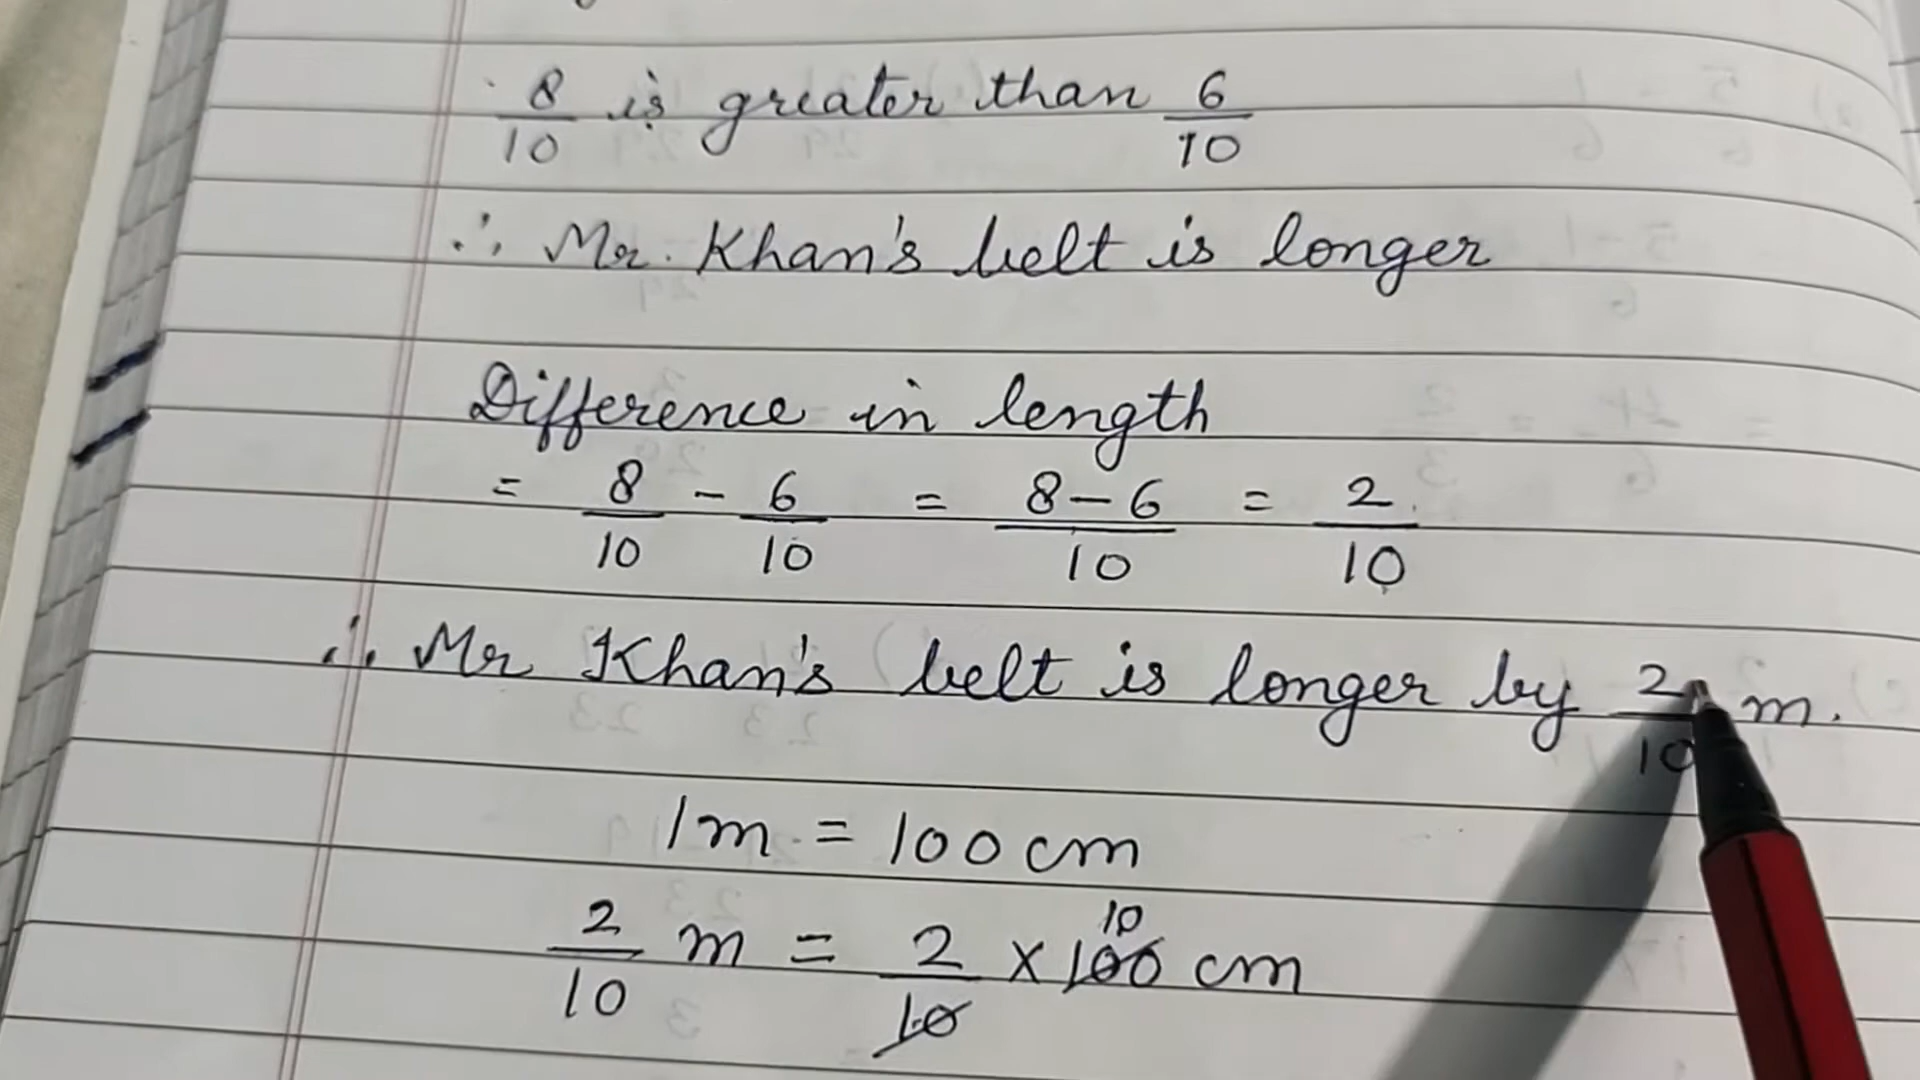 8/10 is greater than 6/10
∴ Mr. Khan's belt is longer
Difference in length
= 8/10 - 6/10 = 8-6/10 = 2/10
∴ Mr Khan's belt is longer by 2/10 m.
1m = 100 cm
2/10 m = 2/10 × 100 10 cm